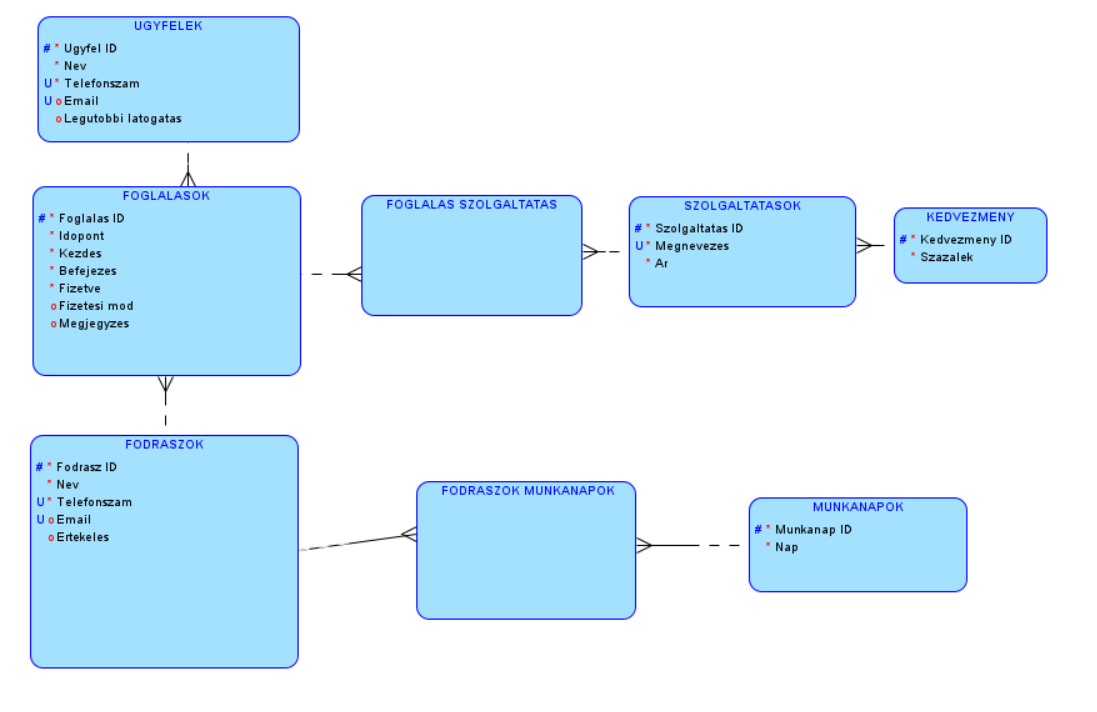 UGYFELEK
# * Ugyfel ID
* Nev
U * Telefonszam
U o Email
o Legutobbi latogatas
FOGLALASOK
# * Foglalas ID
* Idopont
* Kezdes
* Befejezes
* Fizetve
o Fizetesi mod
o Megjegyzes
FOGLALAS SZOLGALTATAS
SZOLGALTATASOK
# * Szolgaltatas ID
U * Megnevezes
* Ar
KEDVEZMENY
# * Kedvezmeny ID
* Szazalek
FODRASZOK
# * Fodrasz ID
* Nev
U * Telefonszam
U o Email
o Ertekeles
FODRASZOK MUNKANAPOK
MUNKANAPOK
# * Munkanap ID
* Nap